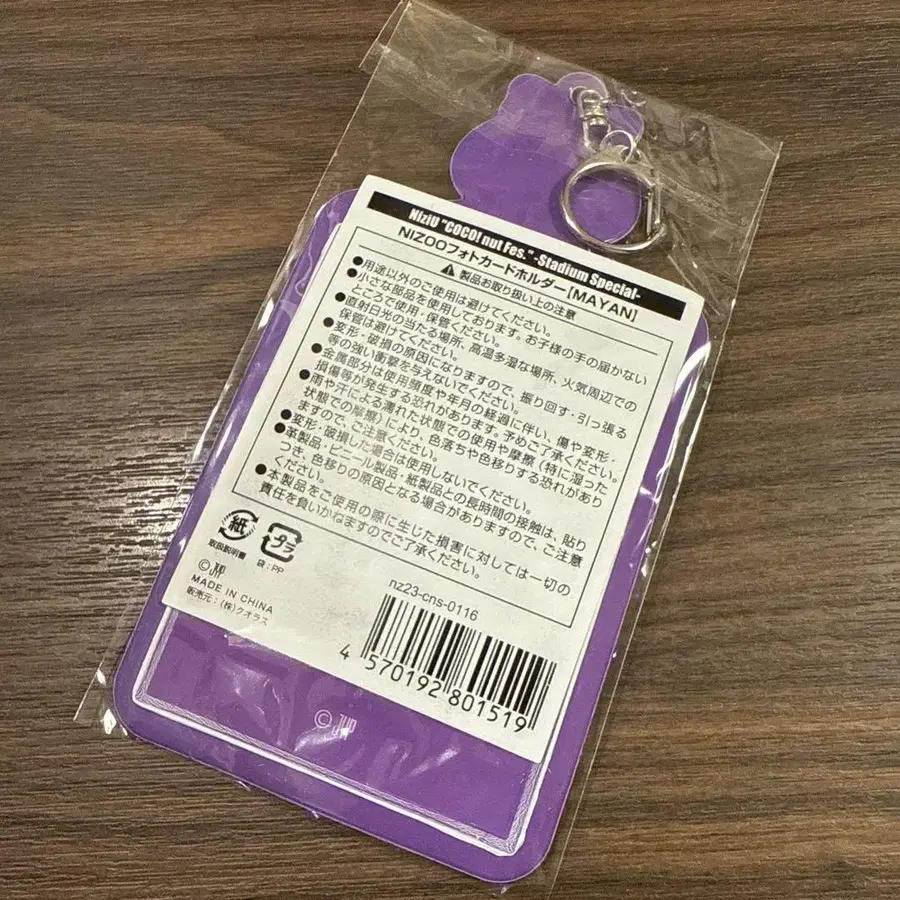 NiziU "COCO! nut Fes." -Stadium Special-
NIZOOフォトカードホルダー【MAYAN】
⚠製品お取り扱い上の注意
●用途以外のご使用は避けてください。
●小さな部品を使用しております。お子様の手の届かない
ところで使用・保管ください。
●直射日光の当たる場所、高温多湿な場所、火気周辺での
保管は避けてください。
●変形・破損の原因になりますので、振り回す・引っ張る
等の強い衝撃を与えないでください。
●金属部分は使用頻度や年月の経過に伴い、傷や変形・
損傷等が発生する恐れがあります。予めご了承ください。
●雨や汗による濡れた状態での使用や摩擦(特に湿った
状態での摩擦)により、色落ちや色移りする恐れがあり
ますので、ご注意ください。
●変形・破損した場合は使用しないでください。
●革製品・ビニール製品・紙製品との長時間の接触は、貼り
つき、色移りの原因となる場合がありますので、ご注意
ください。
●本製品をご使用の際に生じた損害に対しては一切の
責任を負いかねますのでご了承ください。
紙
取扱説明書
プラ
袋:PP
©JYP
MADE IN CHINA
販売元:(株)クオラス
nz23-cns-0116
4 570192 801519
©JYP